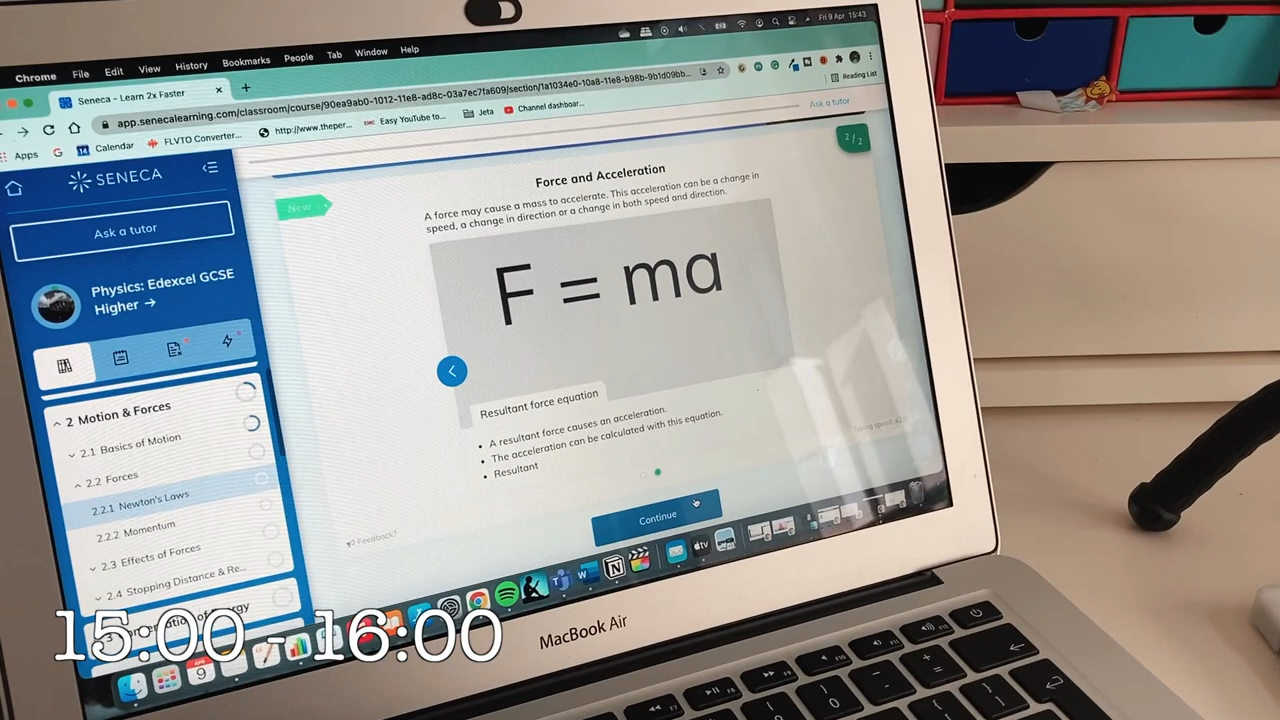 Chrome File Edit View History Bookmarks People Tab Window Help
Fri 9 Apr 15:43
Seneca - Learn 2x Faster
app.senecalearning.com/classroom/course/90ea9ab0-1012-11e8-ad8c-03a7ec7fa609/section/1a1034e0-10a8-11e8-b98b-9b1d09bb...
Apps
Calendar
FLVTO Converter...
http://www.theper...
Easy YouTube to...
Jeta
Channel dashboar...
Reading List
SENECA
Ask a tutor
Physics: Edexcel GCSE
Higher →
2 Motion & Forces
2.1 Basics of Motion
2.2 Forces
2.2.1 Newton's Laws
2.2.2 Momentum
2.3 Effects of Forces
2.4 Stopping Distance & Re...
Ask a tutor
2/2
New
Force and Acceleration
A force may cause a mass to accelerate. This acceleration can be a change in
speed, a change in direction or a change in both speed and direction.
F = ma
Resultant force equation
• A resultant force causes an acceleration.
• The acceleration can be calculated with this equation.
• Resultant
Continue
Feedback?
15:00 - 16:00
APR
9
MacBook Air